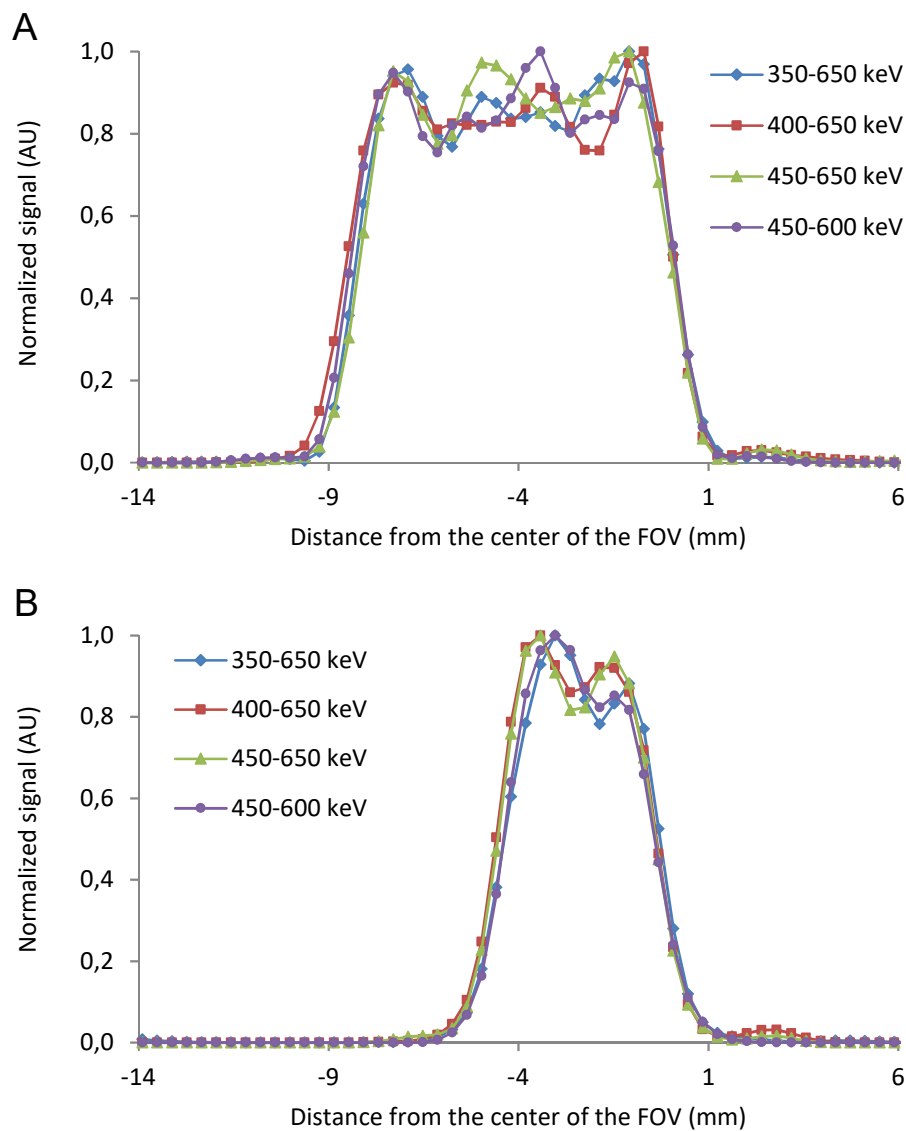 A
1,0
0,8
0,6
0,4
0,2
0,0
Normalized signal (AU)
350-650 keV
400-650 keV
450-650 keV
450-600 keV
-14 -9 -4 1 6
Distance from the center of the FOV (mm)
B
1,0
0,8
0,6
0,4
0,2
0,0
Normalized signal (AU)
350-650 keV
400-650 keV
450-650 keV
450-600 keV
-14 -9 -4 1 6
Distance from the center of the FOV (mm)